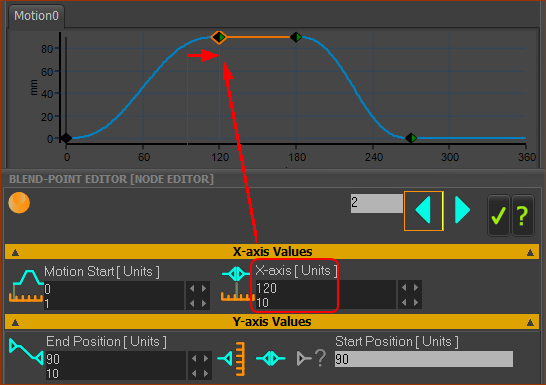 Motion0
80
60
40
20
0
mm
0 60 120 180 240 300 360
BLEND-POINT EDITOR [NODE EDITOR]
2
?
X-axis Values
Motion Start [ Units ]
0
1
X-axis [ Units ]
120
10
Y-axis Values
End Position [ Units ]
90
10
?
Start Position [ Units ]
90